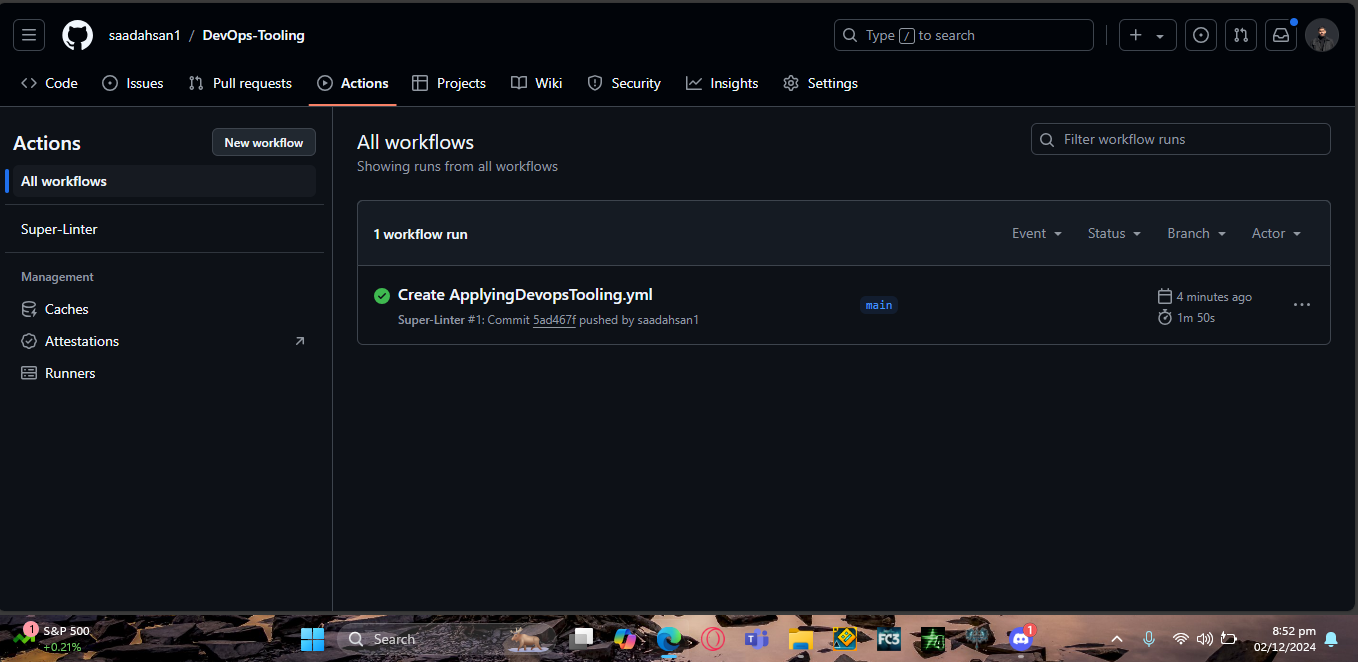 saadahsan1 / DevOps-Tooling
Type / to search
Code
Issues
Pull requests
Actions
Projects
Wiki
Security
Insights
Settings
Actions
New workflow
All workflows
Super-Linter
Management
Caches
Attestations
Runners
All workflows
Showing runs from all workflows
Filter workflow runs
1 workflow run
Event
Status
Branch
Actor
Create ApplyingDevopsTooling.yml
Super-Linter #1: Commit 5ad467f pushed by saadahsan1
main
4 minutes ago
1m 50s
1
S&P 500
+0.21%
Search
FC3
1
8:52 pm
02/12/2024